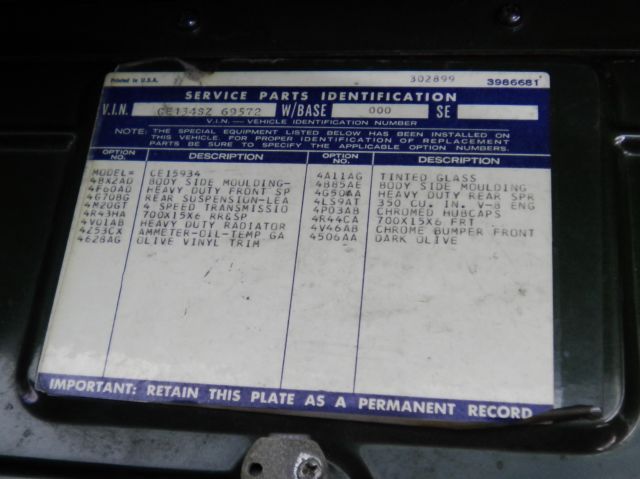 Printed in U.S.A. 302899 3986681
SERVICE PARTS IDENTIFICATION
V.I.N. CE134SZ 69572 W/BASE 000 SE
V.I.N. — VEHICLE IDENTIFICATION NUMBER
NOTE: THE SPECIAL EQUIPMENT LISTED BELOW HAS BEEN INSTALLED ON
THIS VEHICLE. FOR PROPER IDENTIFICATION OF REPLACEMENT
PARTS BE SURE TO SPECIFY THE APPLICABLE OPTION NUMBER.
OPTION NO. DESCRIPTION OPTION NO. DESCRIPTION
MODEL= CE15934 4A11AG TINTED GLASS
4BX2AD BODY SIDE MOULDING- 4B85AE BODY SIDE MOULDING
4F60AD HEAVY DUTY FRONT SP 4G50AA HEAVY DUTY REAR SPR
4G70BG REAR SUSPENSION-LEA 4LS9AT 350 CU. IN. V-8 ENG
4M20GT 4 SPEED TRANSMISSIO 4P03AB CHROMED HUBCAPS
4R43HA 700X15X6 RR&SP 4R44CA 700X15X6 FRT
4V01AB HEAVY DUTY RADIATOR 4V46AB CHROME BUMPER FRONT
4Z53CX AMMETER-OIL-TEMP GA 4506AA DARK OLIVE
4628AG OLIVE VINYL TRIM
IMPORTANT: RETAIN THIS PLATE AS A PERMANENT RECORD